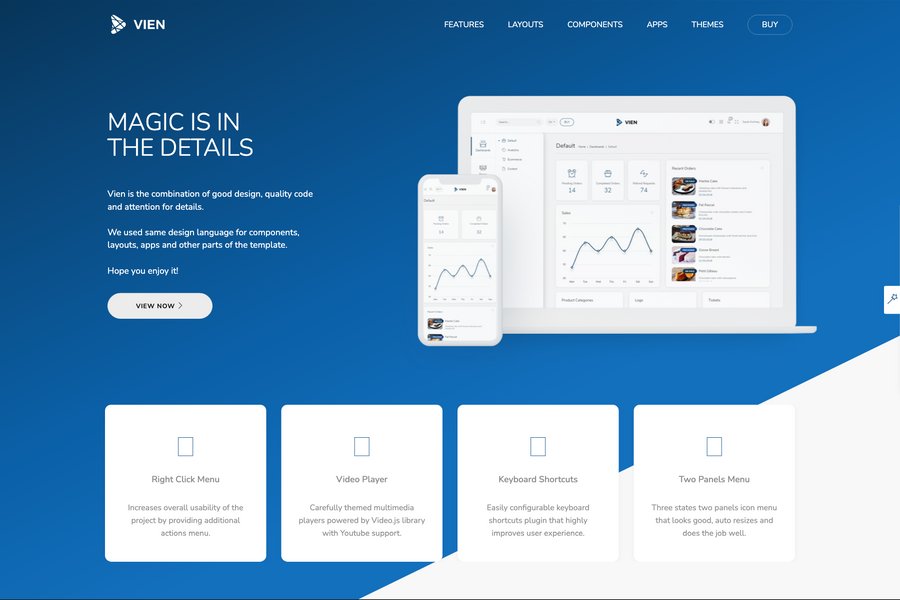 VIEN
FEATURES
LAYOUTS
COMPONENTS
APPS
THEMES
BUY
MAGIC IS IN
THE DETAILS
Vien is the combination of good design, quality code
and attention for details.
We used same design language for components,
layouts, apps and other parts of the template.
Hope you enjoy it!
VIEW NOW
VIEN
Default
Pending Orders
14
Completed Orders
32
Refund Requests
74
Sales
Recent Orders
Marble Cake
Fat Rascal
Chocolate Cake
Goose Breast
Petit Gâteau
Product Categories
Logs
Tickets
VIEN
Default
14
32
Right Click Menu
Increases overall usability of the
project by providing additional
actions menu.
Video Player
Carefully themed multimedia
players powered by Video.js library
with Youtube support.
Keyboard Shortcuts
Easily configurable keyboard
shortcuts plugin that highly
improves user experience.
Two Panels Menu
Three states two panels icon menu
that looks good, auto resizes and
does the job well.